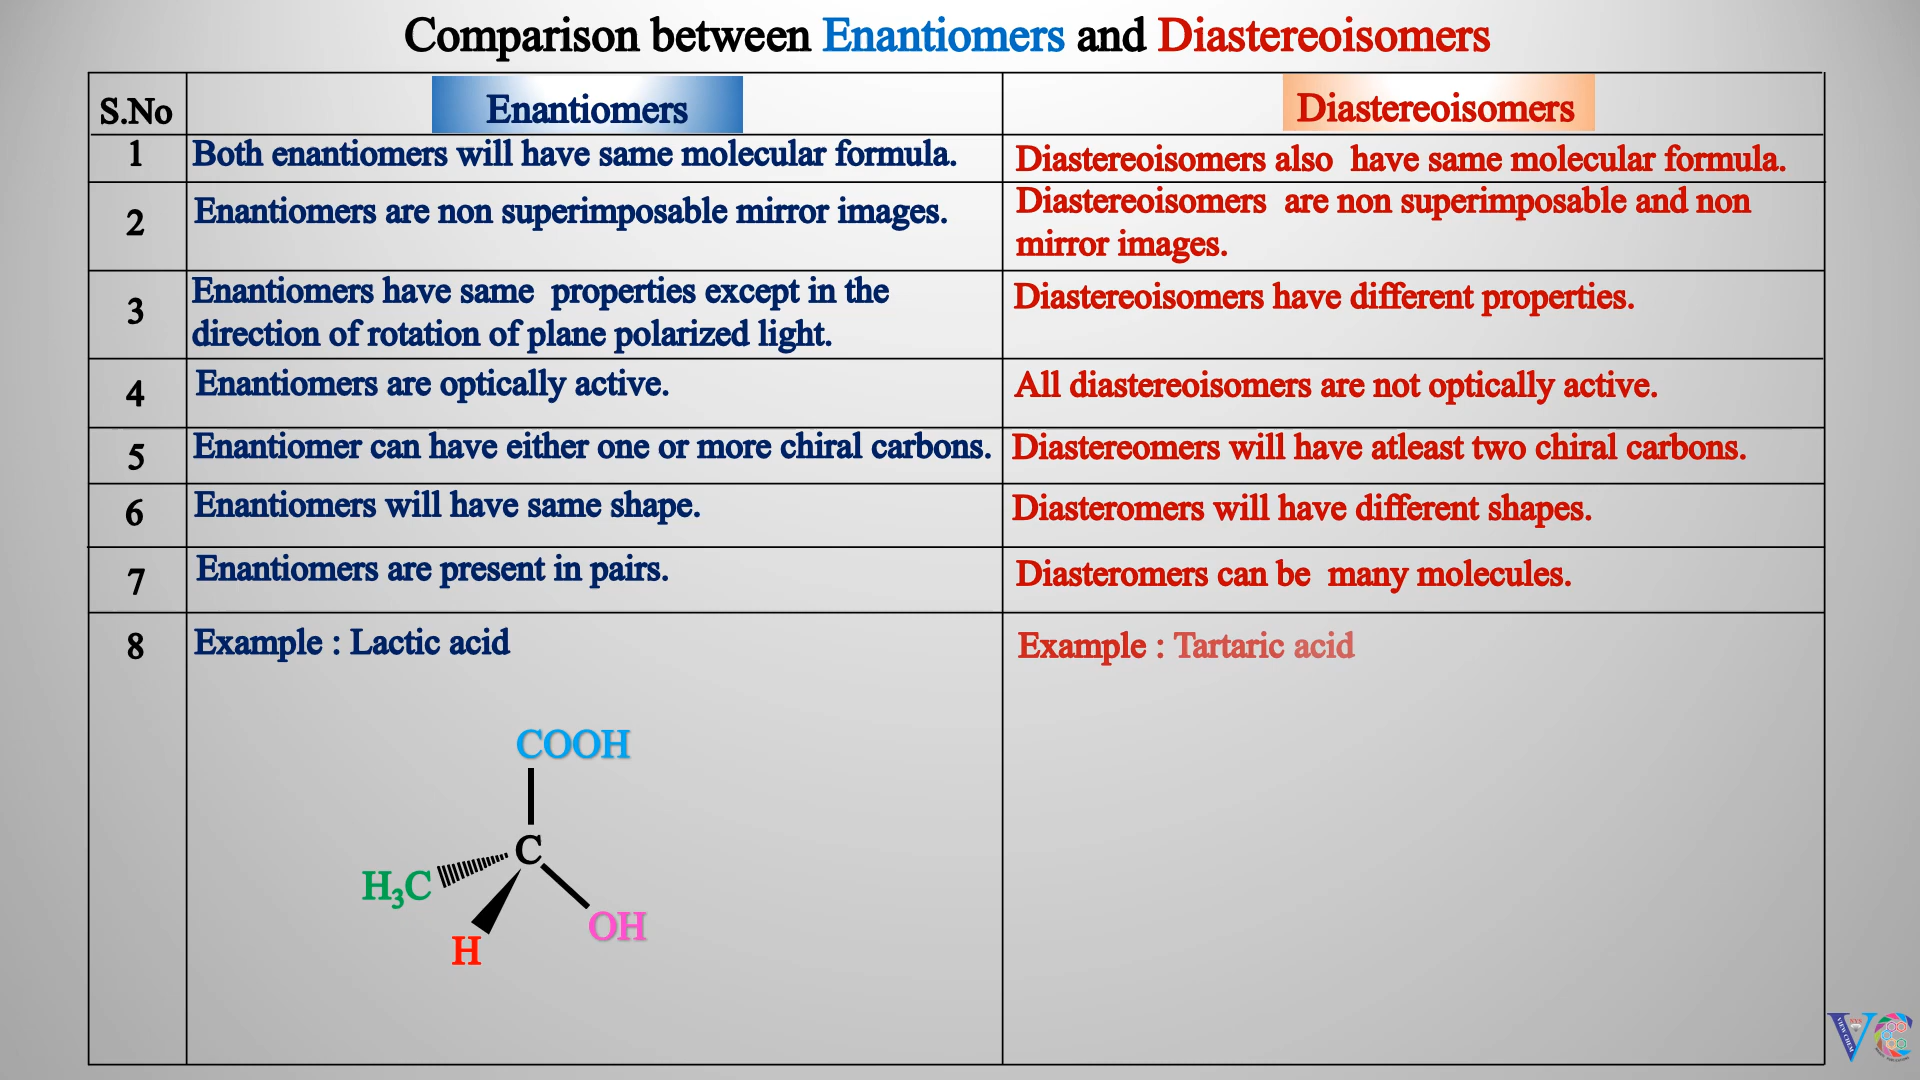 Comparison between Enantiomers and Diastereoisomers
S.No
Enantiomers
Diastereoisomers
1
Both enantiomers will have same molecular formula.
Diastereoisomers also have same molecular formula.
2
Enantiomers are non superimposable mirror images.
Diastereoisomers are non superimposable and non
mirror images.
3
Enantiomers have same properties except in the
direction of rotation of plane polarized light.
Diastereoisomers have different properties.
4
Enantiomers are optically active.
All diastereoisomers are not optically active.
5
Enantiomer can have either one or more chiral carbons.
Diastereomers will have atleast two chiral carbons.
6
Enantiomers will have same shape.
Diasteromers will have different shapes.
7
Enantiomers are present in pairs.
Diasteromers can be many molecules.
8
Example : Lactic acid
Example : Tartaric acid
COOH
C
H₃C
OH
H
VC